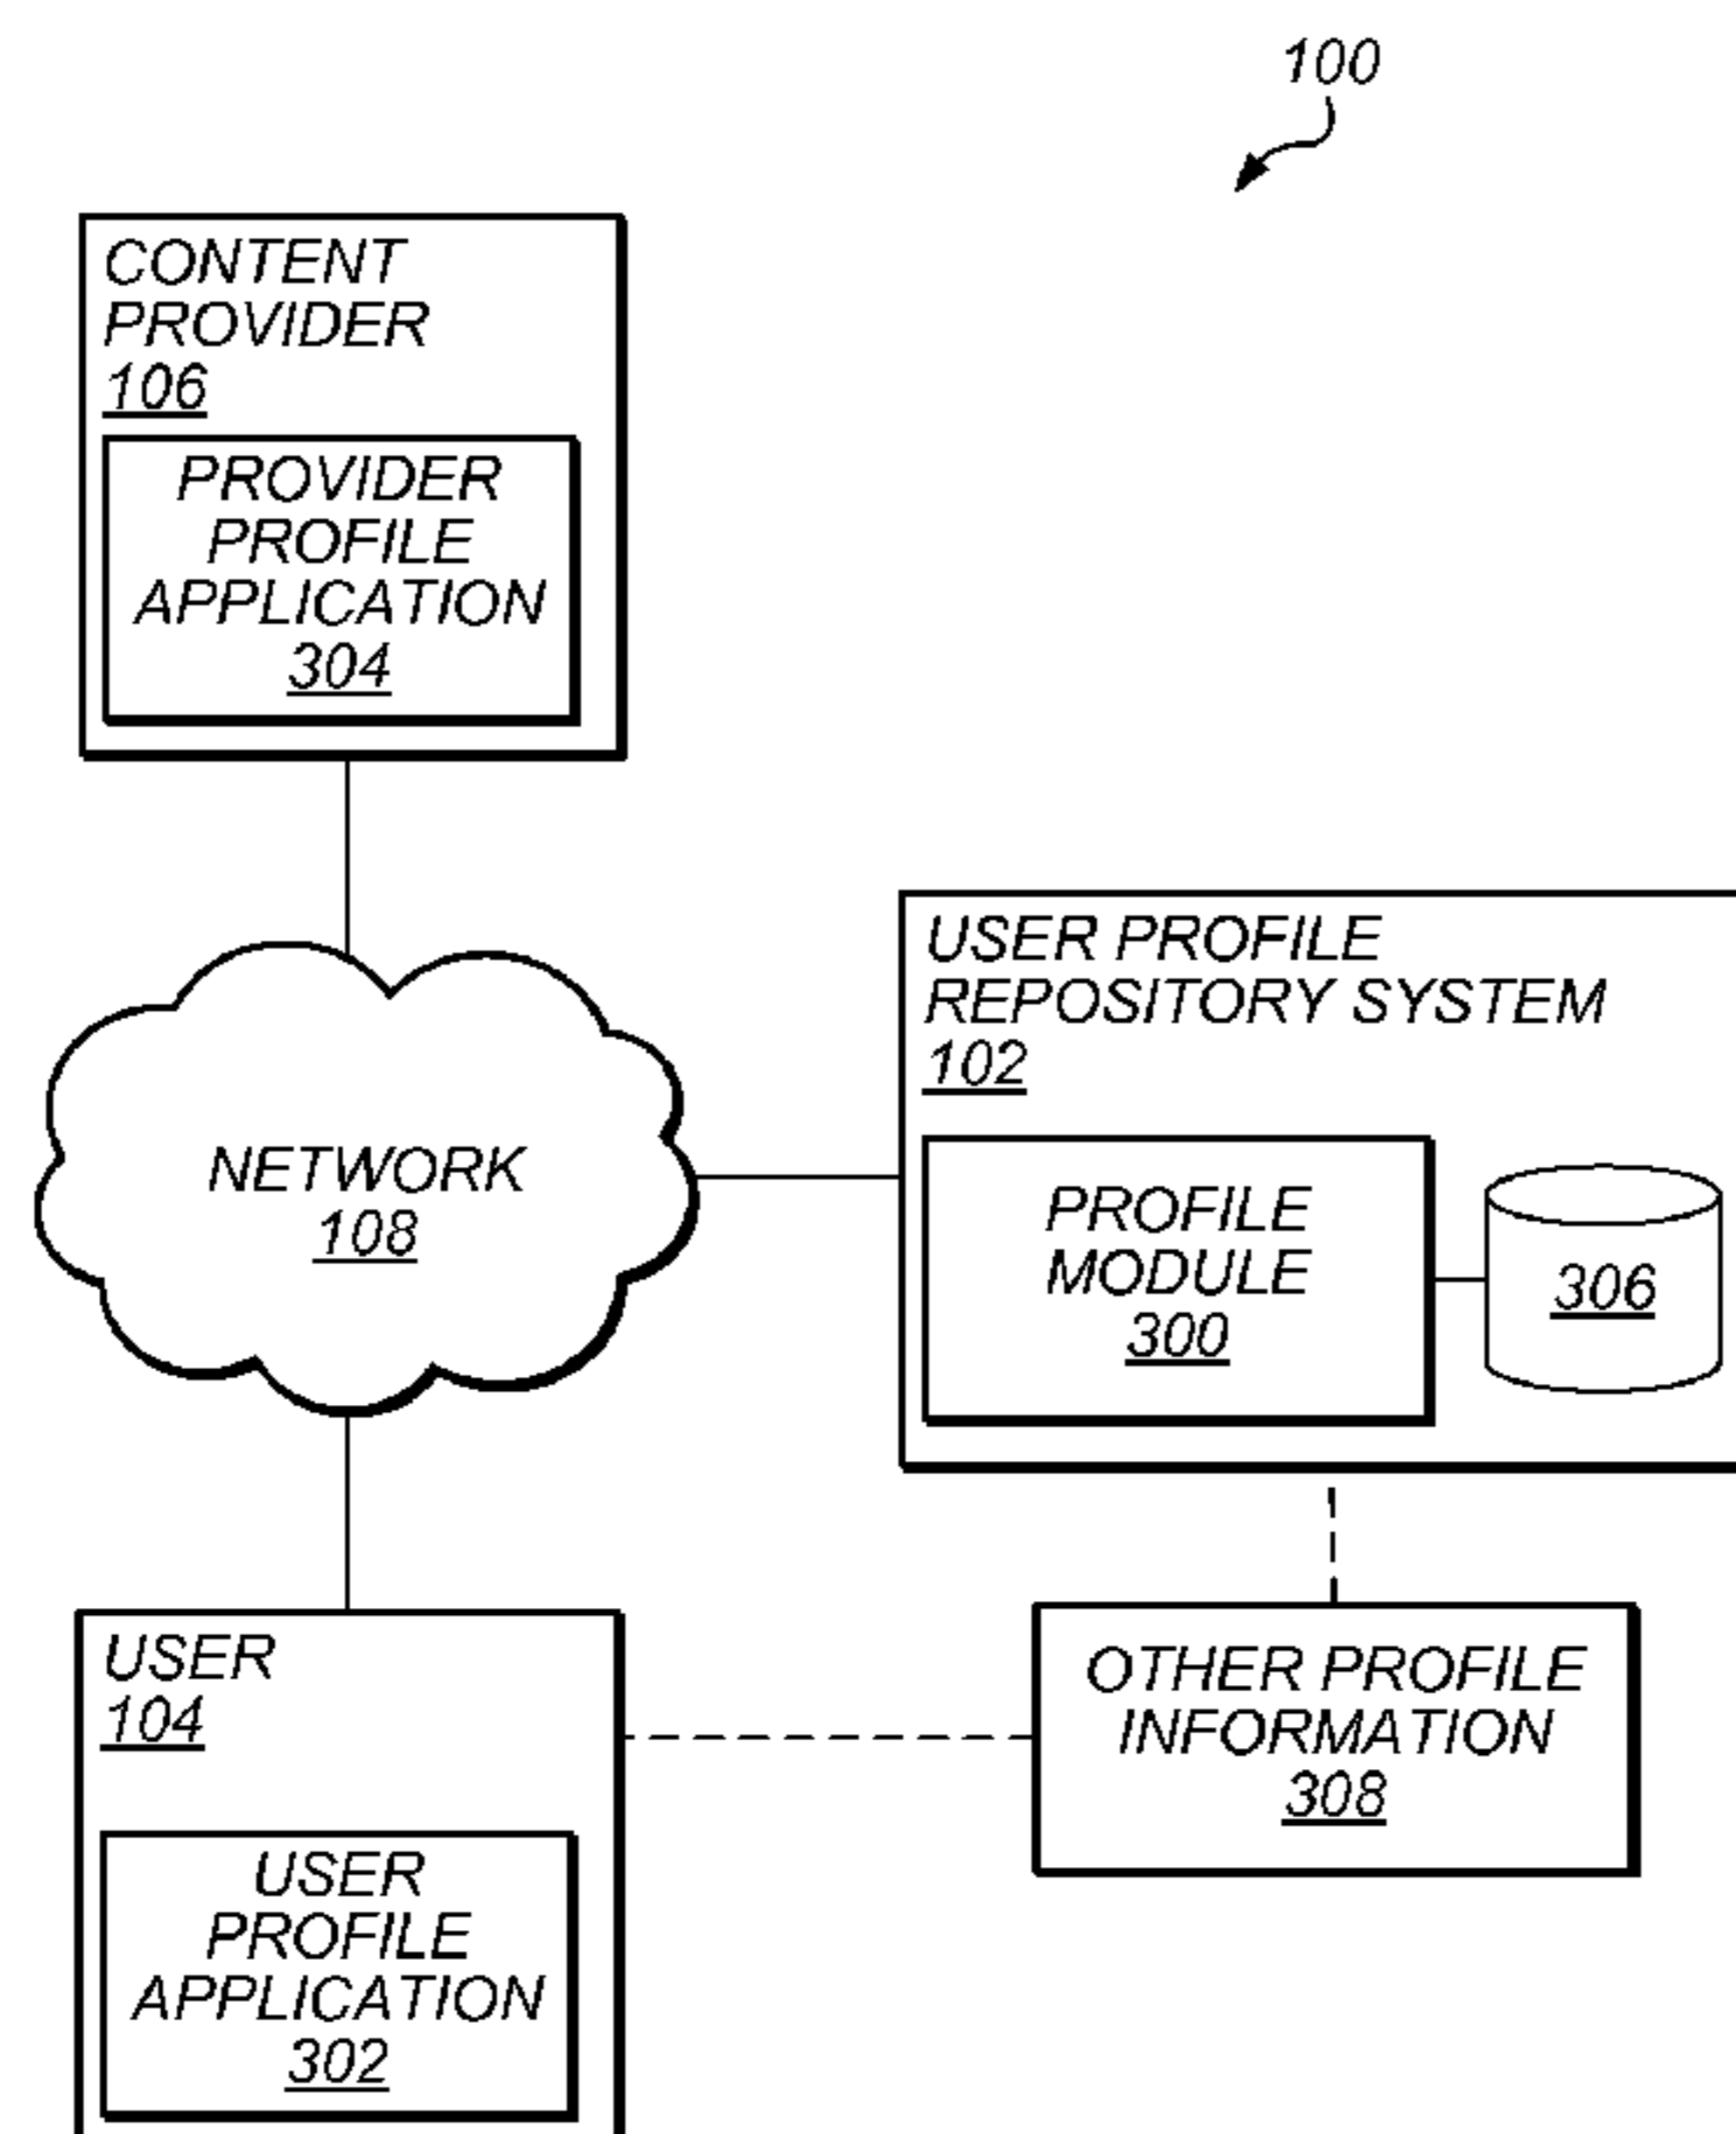 100
CONTENT
PROVIDER
106
PROVIDER
PROFILE
APPLICATION
304
NETWORK
108
USER PROFILE
REPOSITORY SYSTEM
102
PROFILE
MODULE
300
306
USER
104
USER
PROFILE
APPLICATION
302
OTHER PROFILE
INFORMATION
308